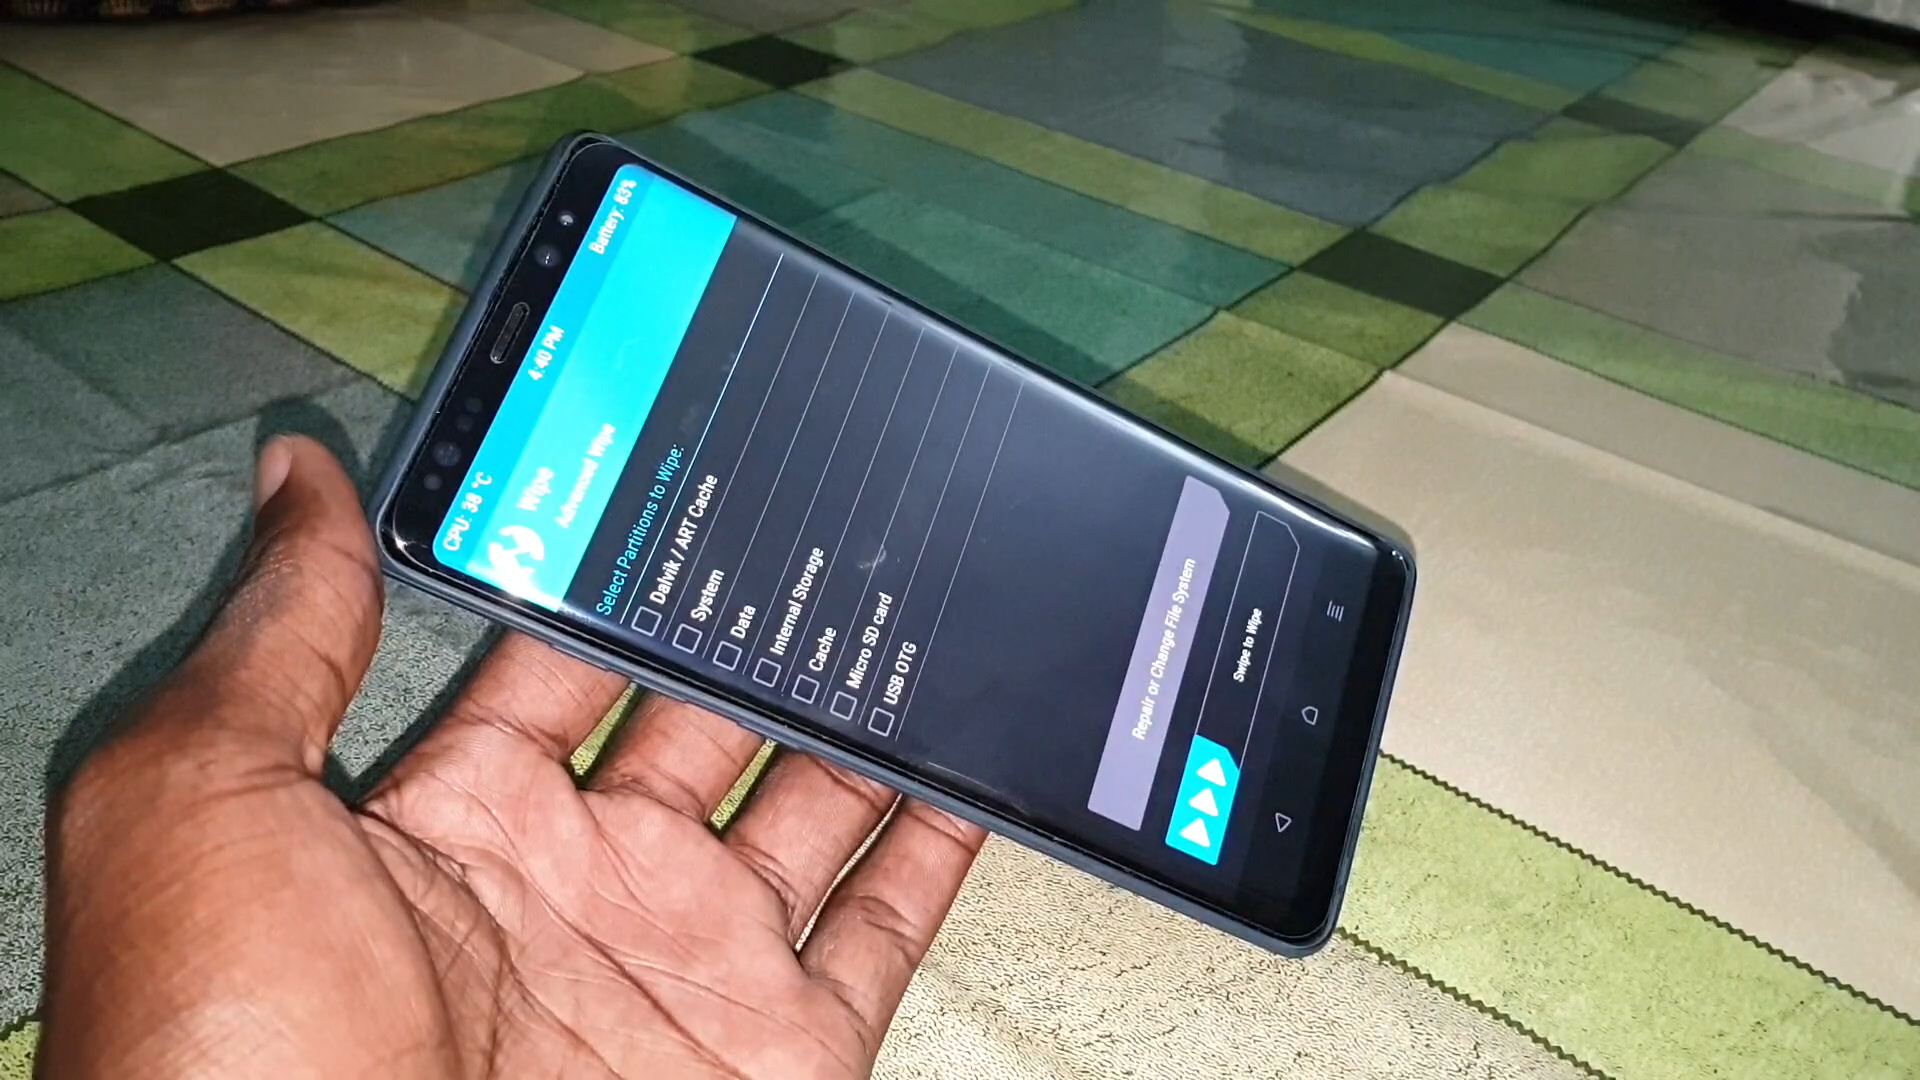 CPU: 38 °C 4:40 PM Battery: 83%
Wipe
Advanced Wipe
Select Partitions to Wipe:
Dalvik / ART Cache
System
Data
Internal Storage
Cache
Micro SD card
USB OTG
Repair or Change File System
Swipe to Wipe